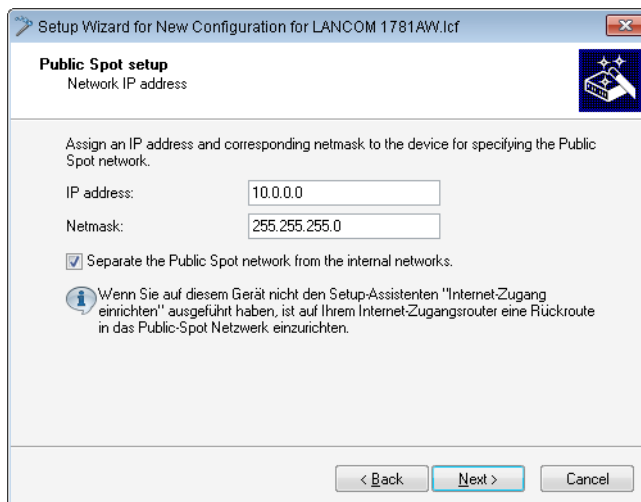 Setup Wizard for New Configuration for LANCOM 1781AW.lcf
Public Spot setup
Network IP address
Assign an IP address and corresponding netmask to the device for specifying the Public
Spot network.
IP address:
10.0.0.0
Netmask:
255.255.255.0
Separate the Public Spot network from the internal networks.
Wenn Sie auf diesem Gerät nicht den Setup-Assistenten "Internet-Zugang
einrichten" ausgeführt haben, ist auf Ihrem Internet-Zugangsrouter eine Rückroute
in das Public-Spot Netzwerk einzurichten.
< Back
Next >
Cancel